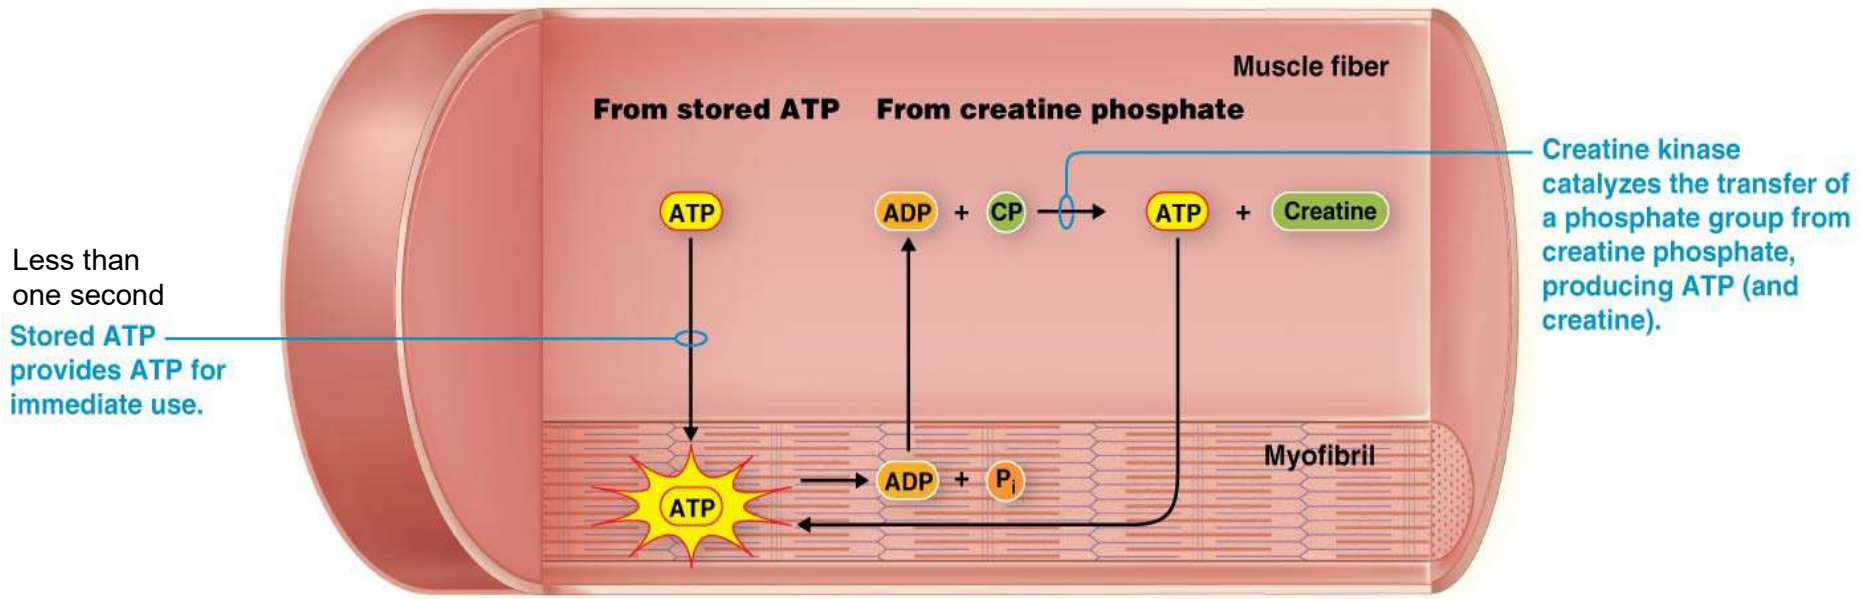 Muscle fiber
From stored ATP
From creatine phosphate
Creatine kinase
catalyzes the transfer of
a phosphate group from
creatine phosphate,
producing ATP (and
creatine).
ATP
ADP + CP
ATP + Creatine
Less than
one second
Stored ATP
provides ATP for
immediate use.
Myofibril
ATP
ADP + Pi